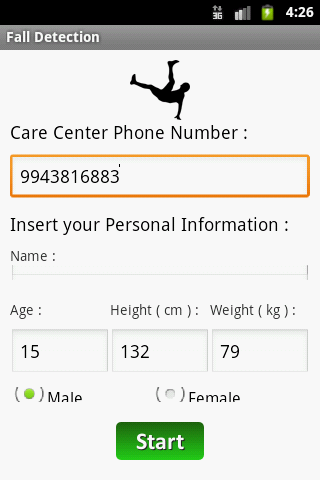 3G 4:26
Fall Detection
Care Center Phone Number :
9943816883
Insert your Personal Information :
Name :
Age : Height ( cm ) : Weight ( kg ) :
15 132 79
Male Female
Start